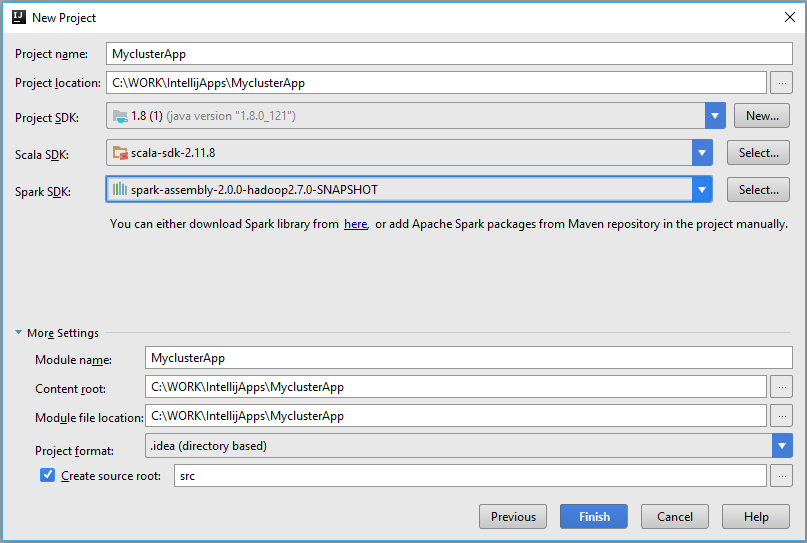 New Project
Project name: MyclusterApp
Project location: C:\WORK\IntellijApps\MyclusterApp ...
Project SDK: 1.8 (1) (java version "1.8.0_121") New...
Scala SDK: scala-sdk-2.11.8 Select...
Spark SDK: spark-assembly-2.0.0-hadoop2.7.0-SNAPSHOT Select...
You can either download Spark library from here, or add Apache Spark packages from Maven repository in the project manually.
More Settings
Module name: MyclusterApp
Content root: C:\WORK\IntellijApps\MyclusterApp ...
Module file location: C:\WORK\IntellijApps\MyclusterApp ...
Project format: .idea (directory based)
Create source root: src ...
Previous Finish Cancel Help